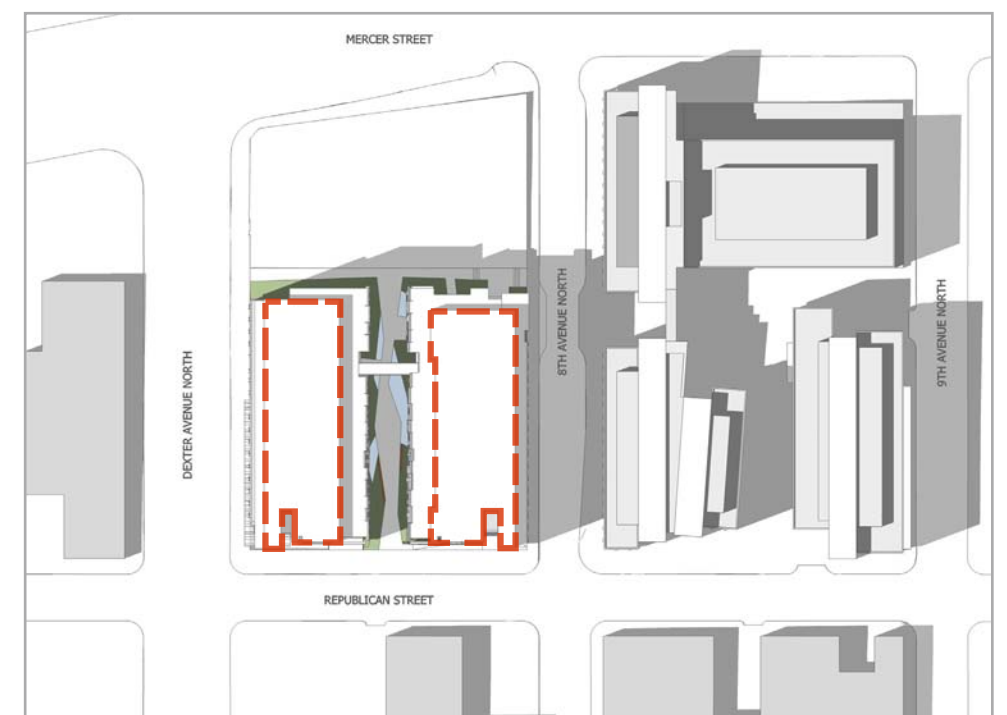 MERCER STREET
8TH AVENUE NORTH
9TH AVENUE NORTH
DEXTER AVENUE NORTH
REPUBLICAN STREET